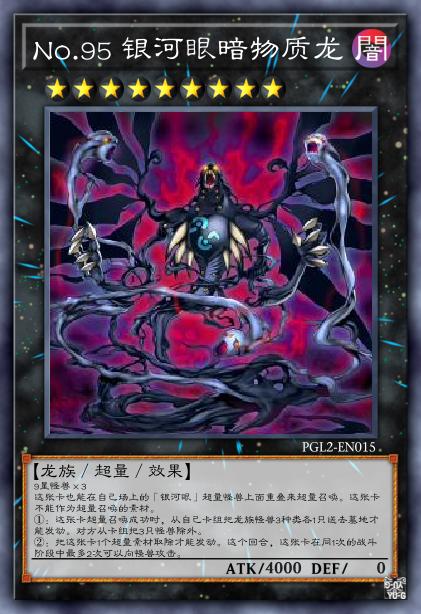 No.95 银河眼暗物质龙 闇
PGL2-EN015
【龙族／超量／效果】
9星怪兽×3
这张卡也能在自己场上的「银河眼」超量怪兽上面重叠来超量召唤。这张卡
不能作为超量召唤的素材。
①：这张卡超量召唤成功时，从自己卡组把龙族怪兽3种类各1只送去墓地才
能发动。对方从卡组把3只怪兽除外。
②：把这张卡1个超量素材取除才能发动。这个回合，这张卡在同1次的战斗
阶段中最多2次可以向怪兽攻击。
ATK/4000 DEF/ 0